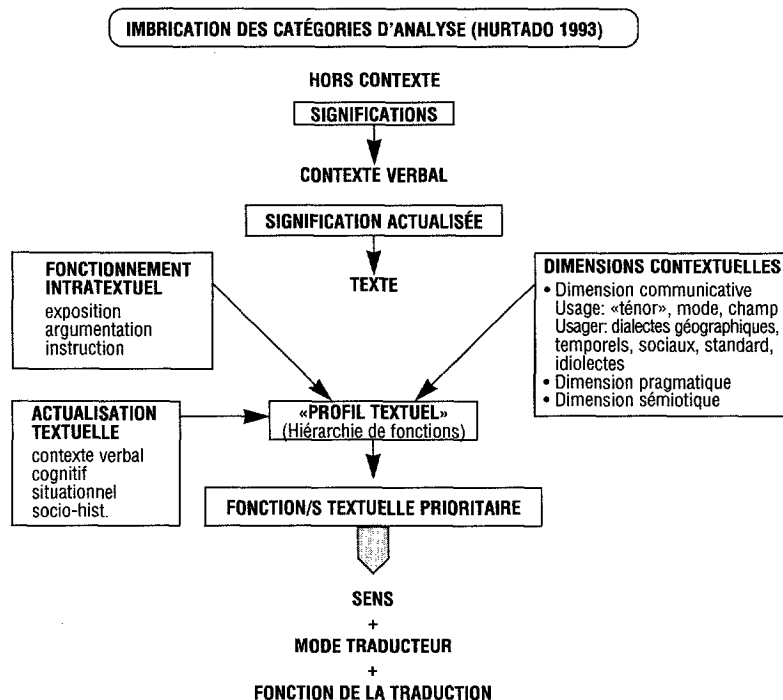 IMBRICATION DES CATÉGORIES D'ANALYSE (HURTADO 1993)
HORS CONTEXTE
SIGNIFICATIONS
CONTEXTE VERBAL
SIGNIFICATION ACTUALISÉE
TEXTE
FONCTIONNEMENT
INTRATEXTUEL
exposition
argumentation
instruction
DIMENSIONS CONTEXTUELLES
• Dimension communicative
Usage: «ténor», mode, champ
Usager: dialectes géographiques,
temporels, sociaux, standard,
idiolectes
• Dimension pragmatique
• Dimension sémiotique
ACTUALISATION
TEXTUELLE
contexte verbal
cognitif
situationnel
socio-hist.
«PROFIL TEXTUEL»
(Hiérarchie de fonctions)
FONCTION/S TEXTUELLE PRIORITAIRE
SENS
+
MODE TRADUCTEUR
+
FONCTION DE LA TRADUCTION